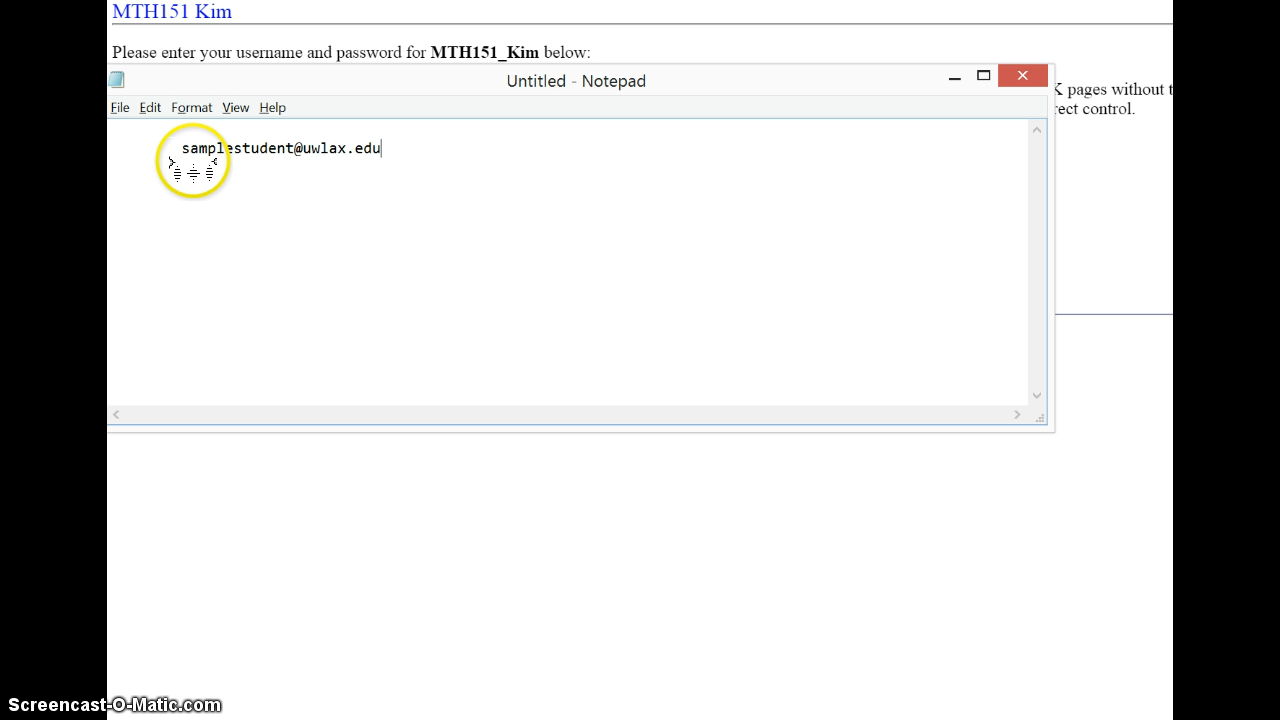 MTH151 Kim
Please enter your username and password for MTH151_Kim below:
Untitled - Notepad
K pages without t
File Edit Format View Help
rect control.
samplestudent@uwlax.edu
Screencast-O-Matic.com